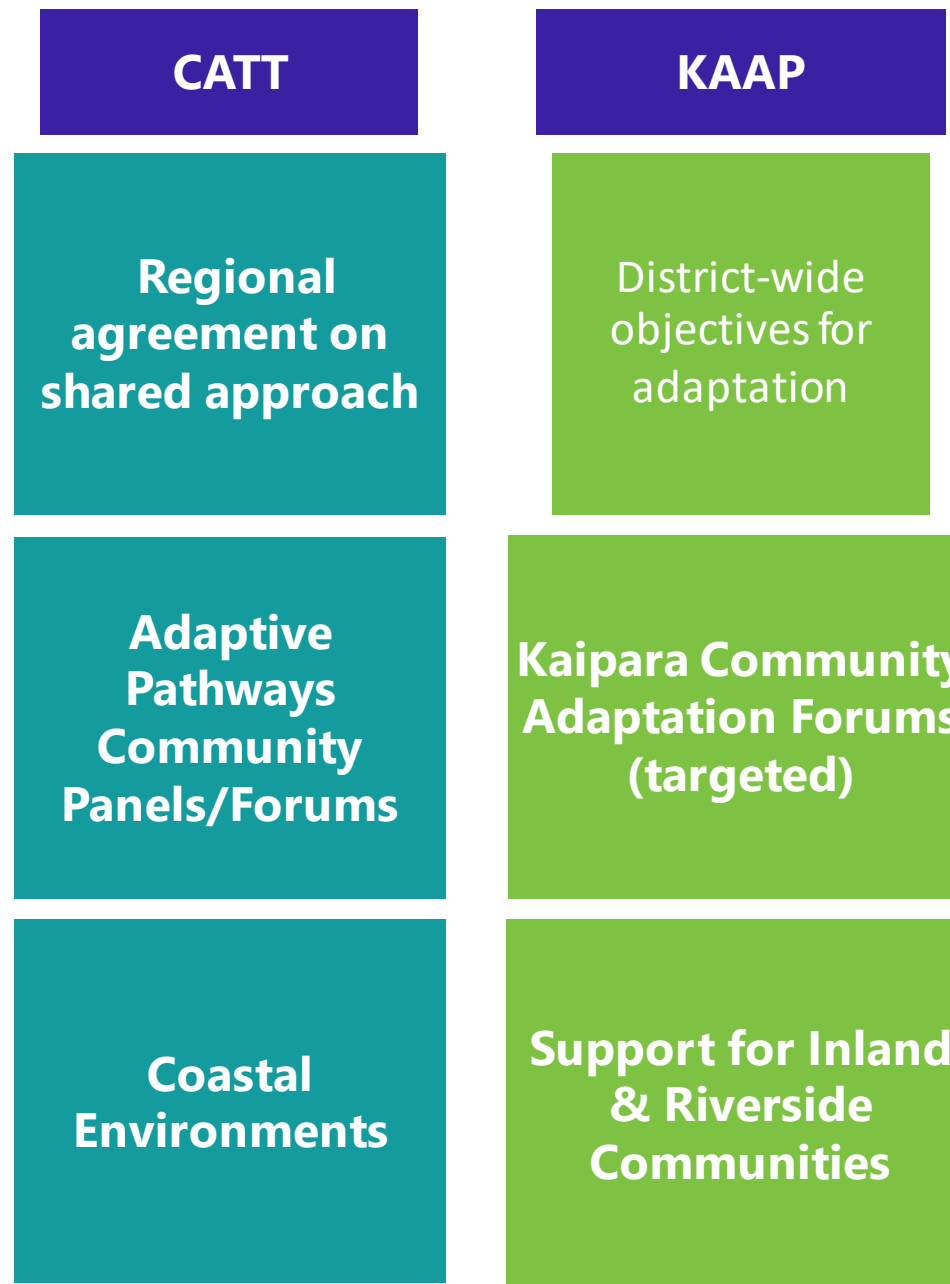 CATT
KAAP
Regional
agreement on
shared approach
District-wide
objectives for
adaptation
Adaptive
Pathways
Community
Panels/Forums
Kaipara Community
Adaptation Forums
(targeted)
Coastal
Environments
Support for Inland
& Riverside
Communities